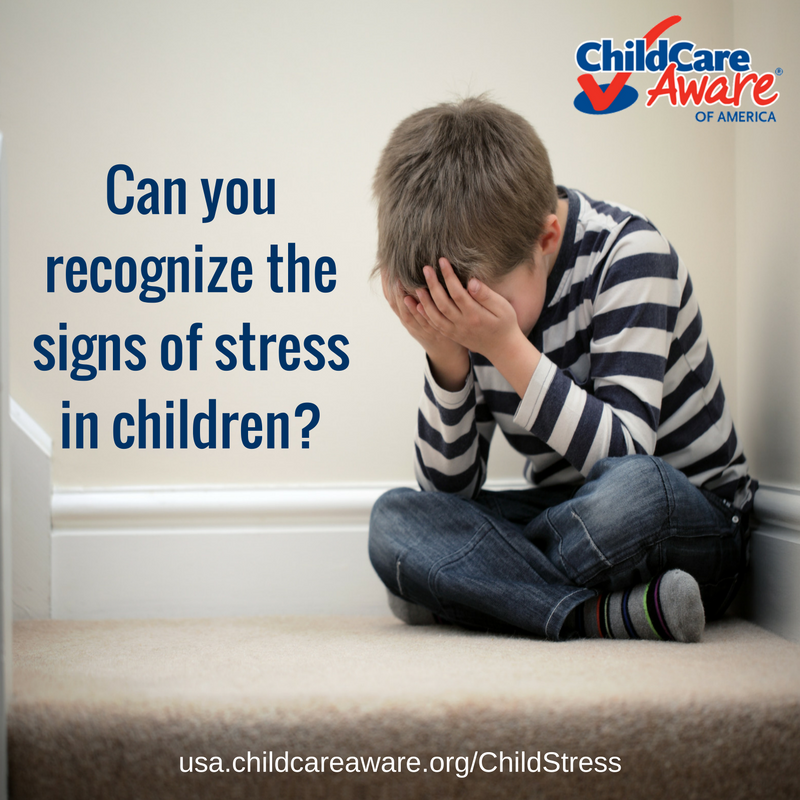 ChildCare
Aware®
OF AMERICA
Can you
recognize the
signs of stress
in children?
usa.childcareaware.org/ChildStress